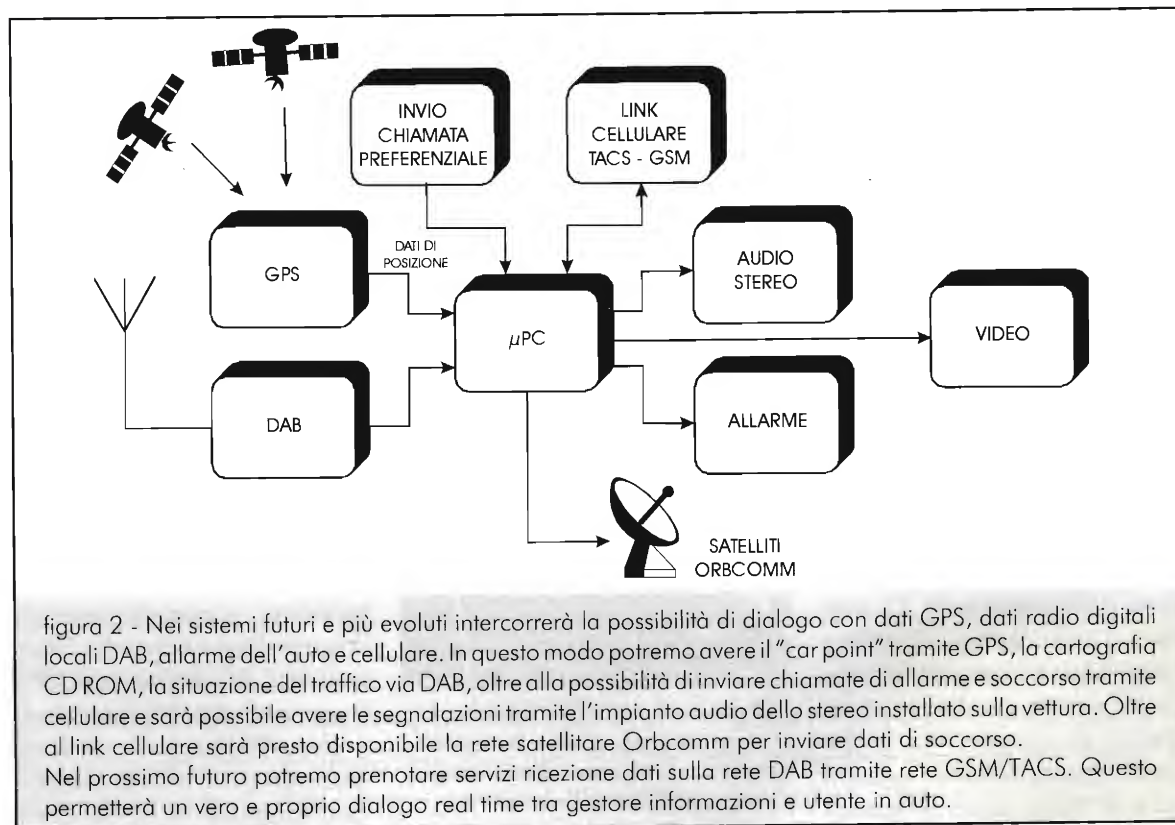 INVIO
CHIAMATA
PREFERENZIALE
LINK
CELLULARE
TACS - GSM
GPS
DATI DI
POSIZIONE
AUDIO
STEREO
µPC
VIDEO
DAB
ALLARME
SATELLITI
ORBCOMM
figura 2 - Nei sistemi futuri e più evoluti intercorrerà la possibilità di dialogo con dati GPS, dati radio digitali
locali DAB, allarme dell'auto e cellulare. In questo modo potremo avere il "car point" tramite GPS, la cartografia
CD ROM, la situazione del traffico via DAB, oltre alla possibilità di inviare chiamate di allarme e soccorso tramite
cellulare e sarà possibile avere le segnalazioni tramite l'impianto audio dello stereo installato sulla vettura. Oltre
al link cellulare sarà presto disponibile la rete satellitare Orbcomm per inviare dati di soccorso.
Nel prossimo futuro potremo prenotare servizi ricezione dati sulla rete DAB tramite rete GSM/TACS. Questo
permetterà un vero e proprio dialogo real time tra gestore informazioni e utente in auto.